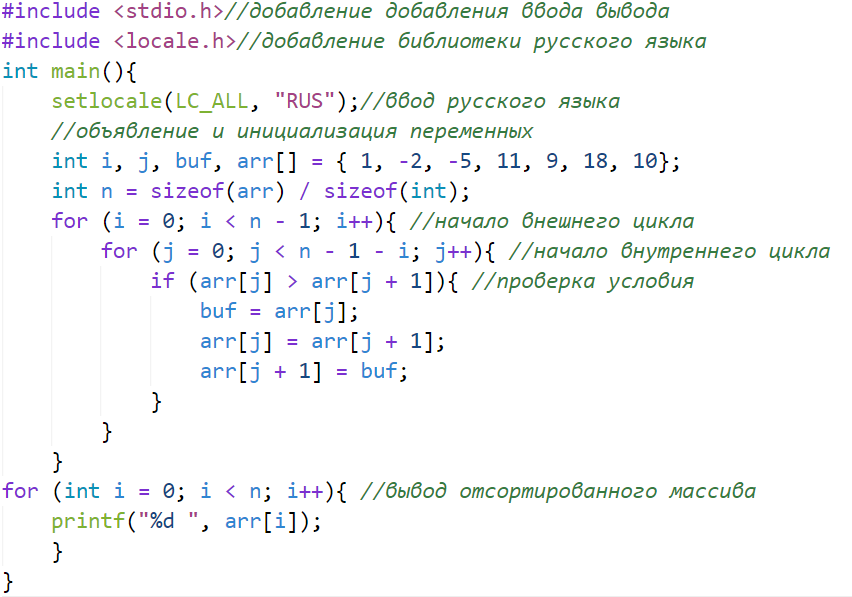 #include <stdio.h>//добавление добавления ввода вывода
#include <locale.h>//добавление библиотеки русского языка
int main(){
    setlocale(LC_ALL, "RUS");//ввод русского языка
    //объявление и инициализация переменных
    int i, j, buf, arr[] = { 1, -2, -5, 11, 9, 18, 10};
    int n = sizeof(arr) / sizeof(int);
    for (i = 0; i < n - 1; i++){ //начало внешнего цикла
        for (j = 0; j < n - 1 - i; j++){ //начало внутреннего цикла
            if (arr[j] > arr[j + 1]){ //проверка условия
                buf = arr[j];
                arr[j] = arr[j + 1];
                arr[j + 1] = buf;
            }
        }
    }
for (int i = 0; i < n; i++){ //вывод отсортированного массива
    printf("%d ", arr[i]);
    }
}